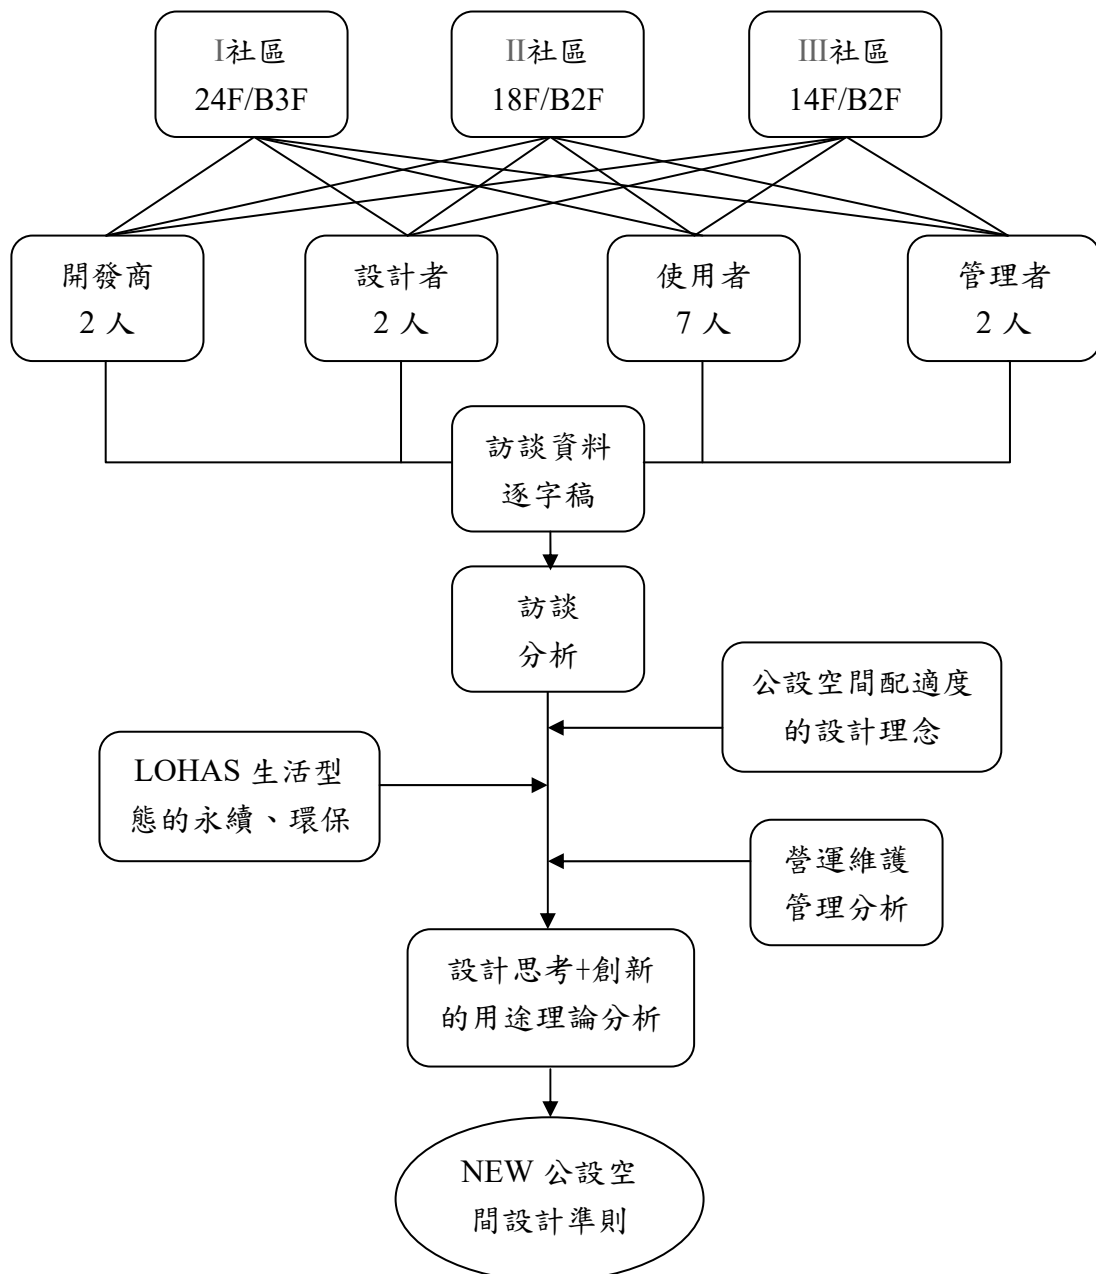 I社區
24F/B3F
II社區
18F/B2F
III社區
14F/B2F
開發商
2 人
設計者
2 人
使用者
7 人
管理者
2 人
訪談資料
逐字稿
訪談
分析
公設空間配適度
的設計理念
LOHAS 生活型
態的永續、環保
營運維護
管理分析
設計思考+創新
的用途理論分析
NEW 公設空
間設計準則